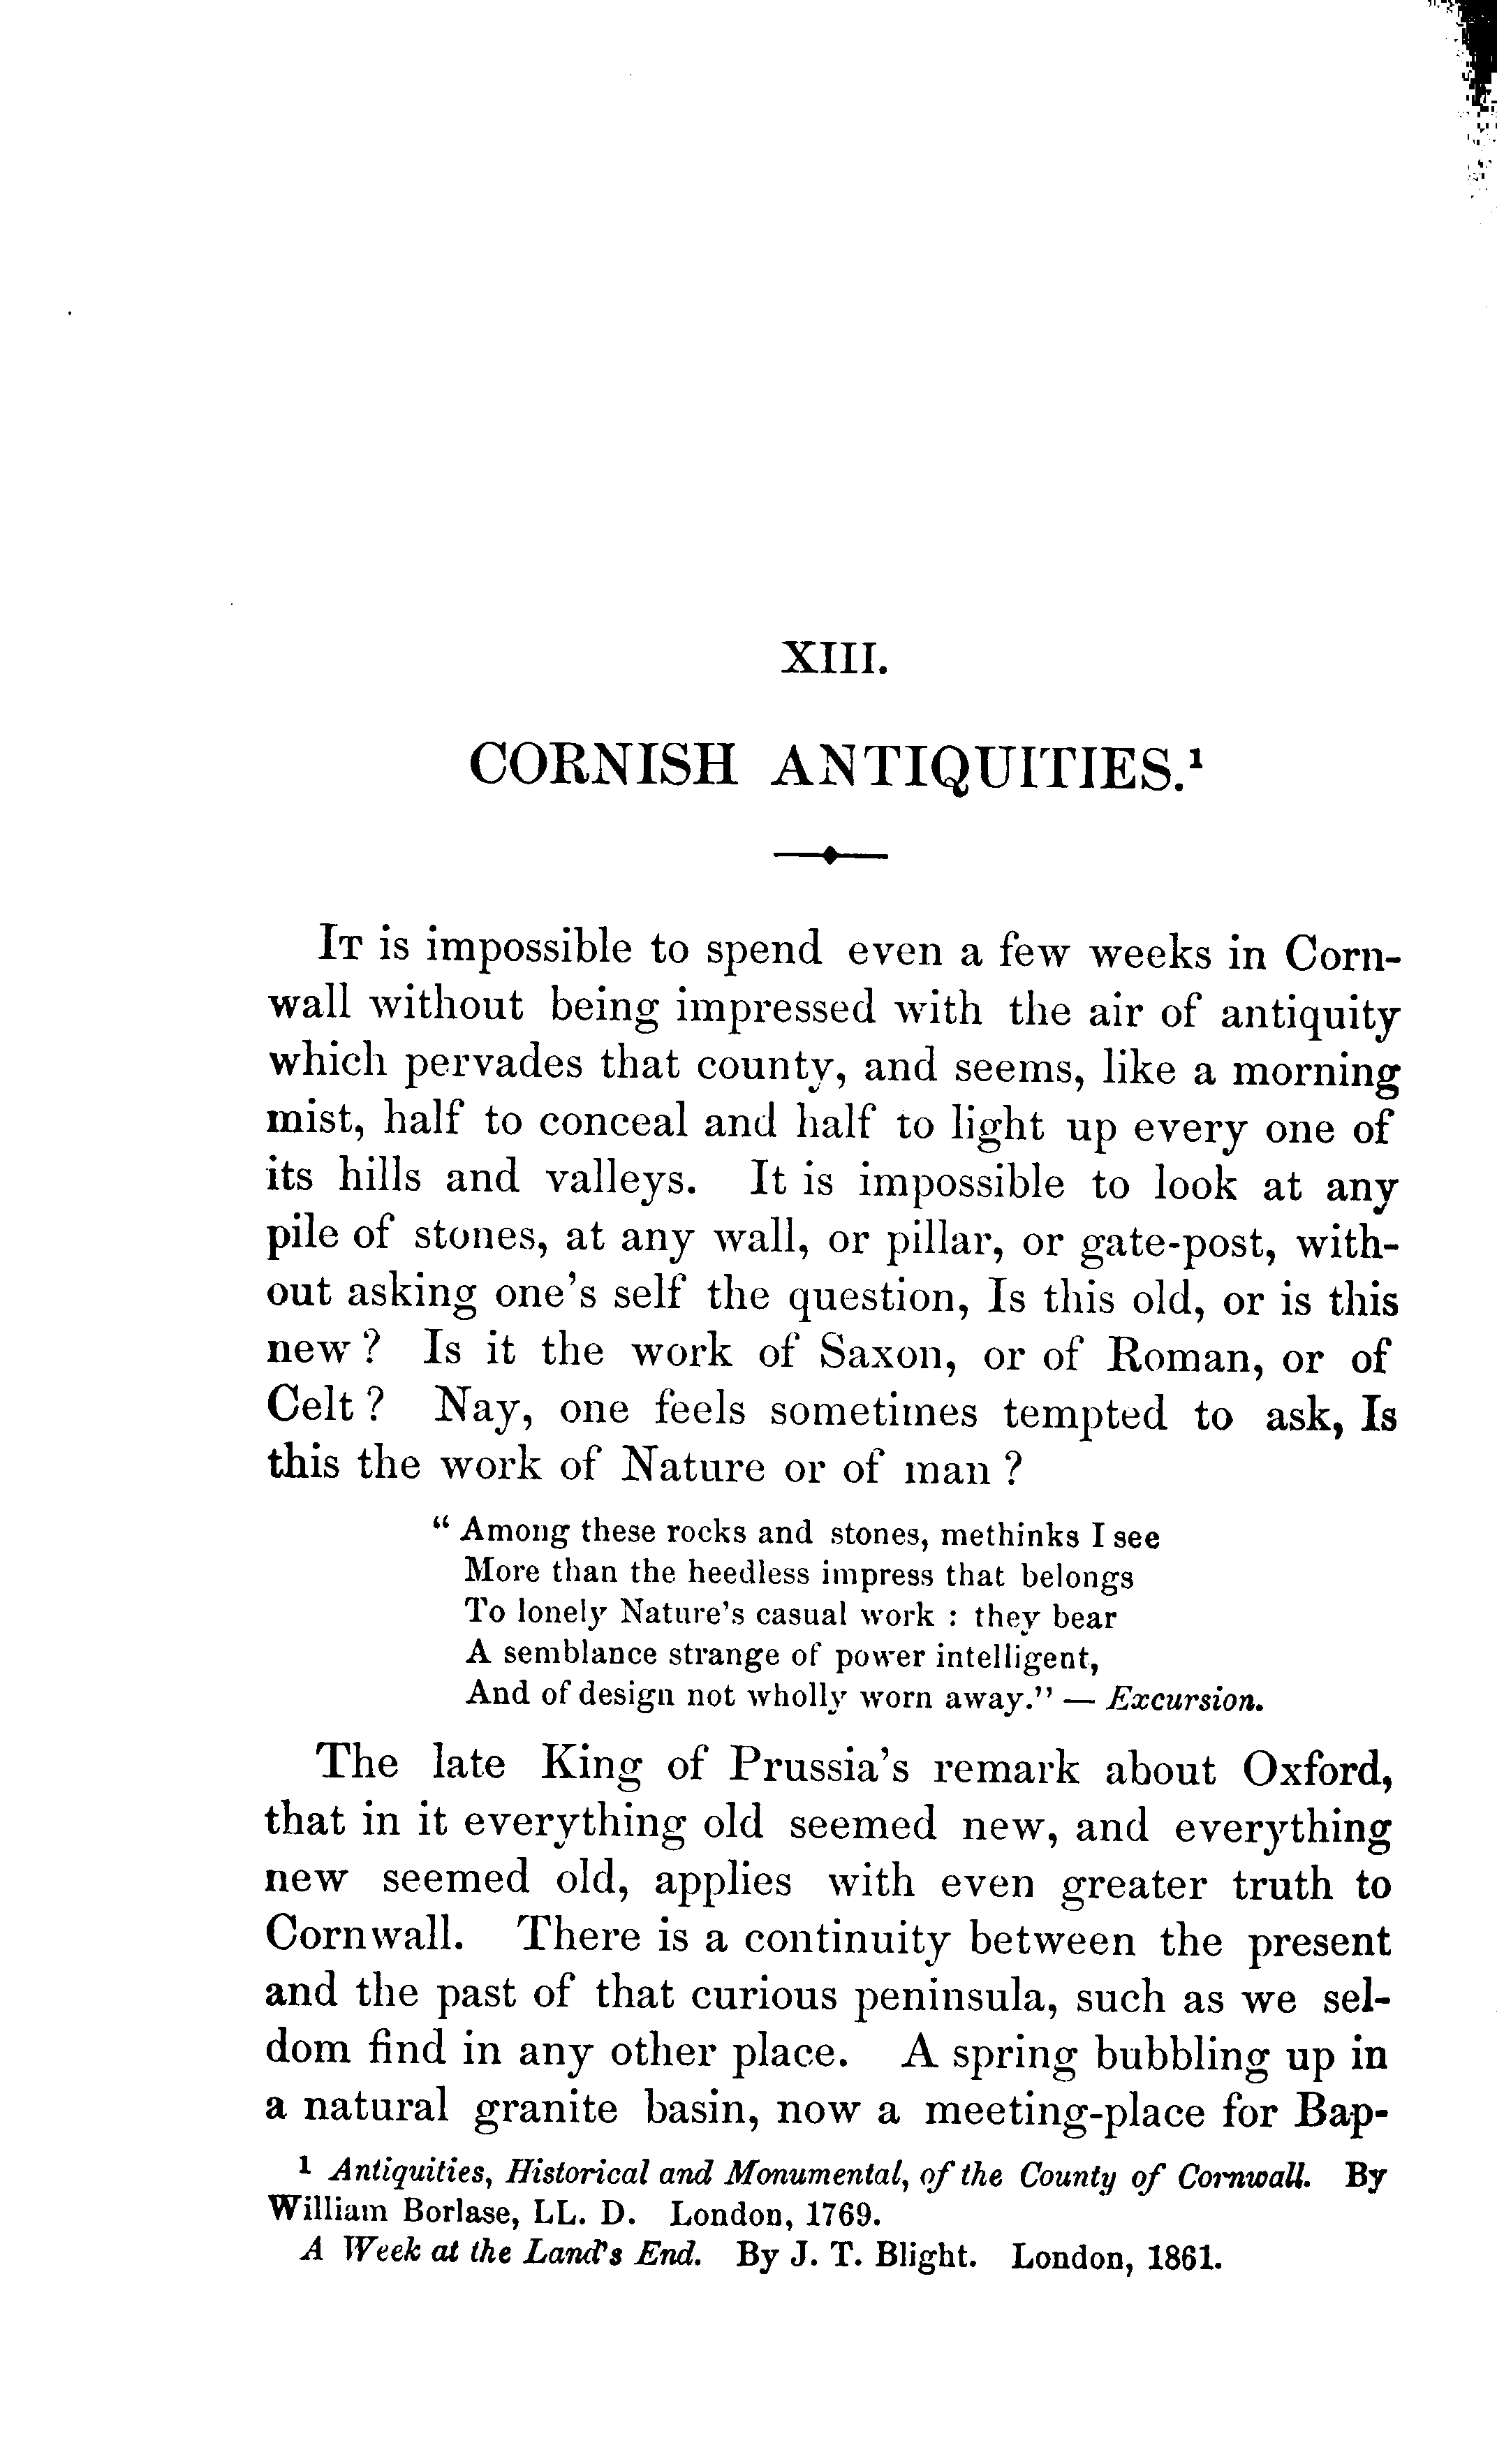 XIII.
CORNISH ANTIQUITIES.¹
IT is impossible to spend even a few weeks in Corn-
wall without being impressed with the air of antiquity
which pervades that county, and seems, like a morning
mist, half to conceal and half to light up every one of
its hills and valleys. It is impossible to look at any
pile of stones, at any wall, or pillar, or gate-post, with-
out asking one's self the question, Is this old, or is this
new? Is it the work of Saxon, or of Roman, or of
Celt? Nay, one feels sometimes tempted to ask, Is
this the work of Nature or of man?
"Among these rocks and stones, methinks I see
More than the heedless impress that belongs
To lonely Nature's casual work : they bear
A semblance strange of power intelligent,
And of design not wholly worn away." — Excursion.
The late King of Prussia's remark about Oxford,
that in it everything old seemed new, and everything
new seemed old, applies with even greater truth to
Cornwall. There is a continuity between the present
and the past of that curious peninsula, such as we sel-
dom find in any other place. A spring bubbling up in
a natural granite basin, now a meeting-place for Bap-
¹ Antiquities, Historical and Monumental, of the County of Cornwall. By
William Borlase, LL. D. London, 1769.
A Week at the Land's End. By J. T. Blight. London, 1861.